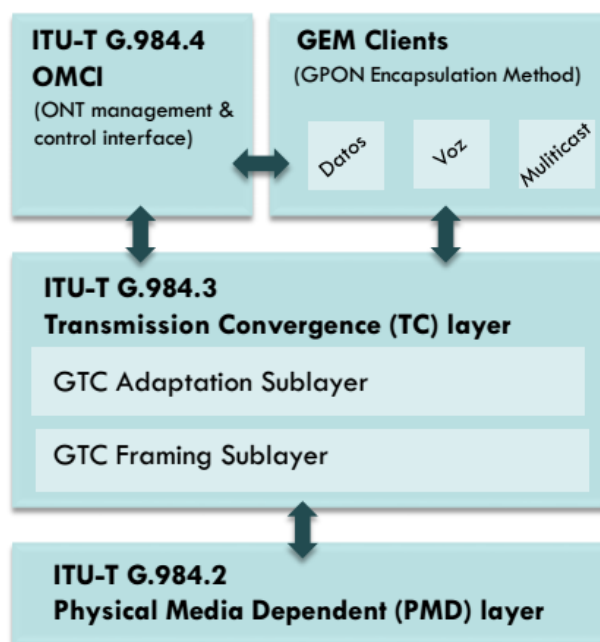 ITU-T G.984.4
OMCI
(ONT management &
control interface)
GEM Clients
(GPON Encapsulation Method)
Datos
Voz
Muliticast
ITU-T G.984.3
Transmission Convergence (TC) layer
GTC Adaptation Sublayer
GTC Framing Sublayer
ITU-T G.984.2
Physical Media Dependent (PMD) layer